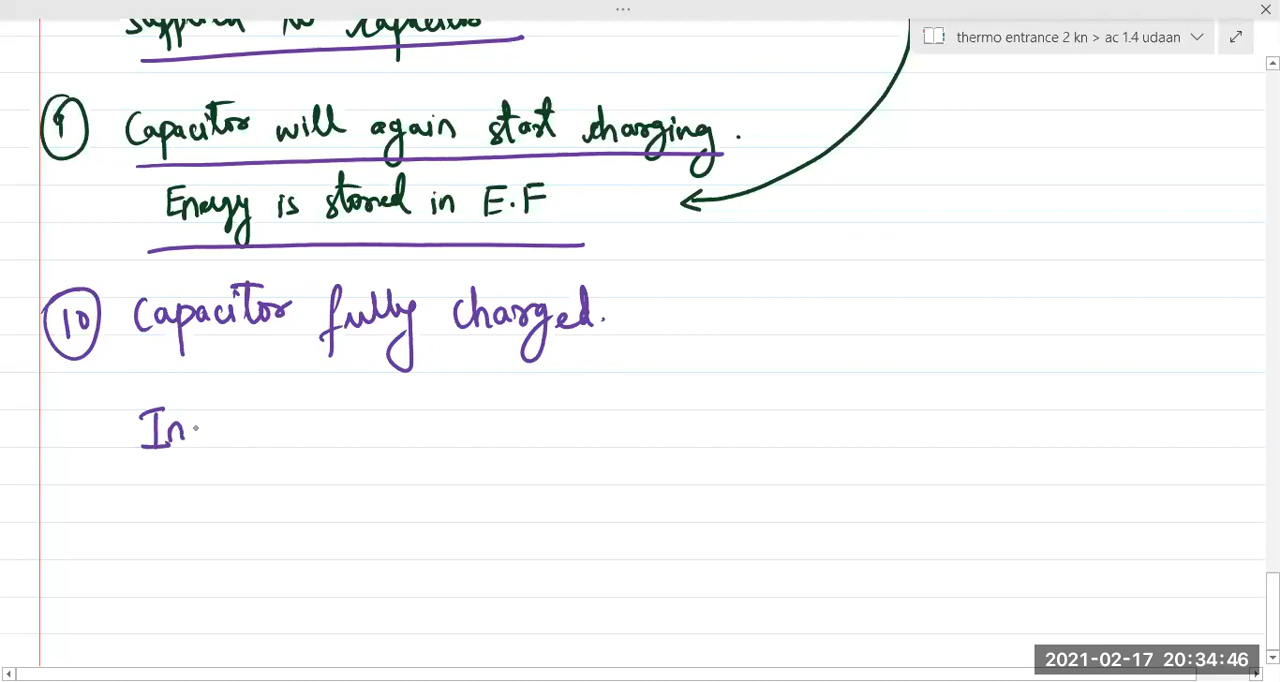 thermo entrance 2 kn > ac 1.4 udaan
9 Capacitor will again start charging.
Energy is stored in E.F
10 Capacitor fully charged.
In
2021-02-17 20:34:46